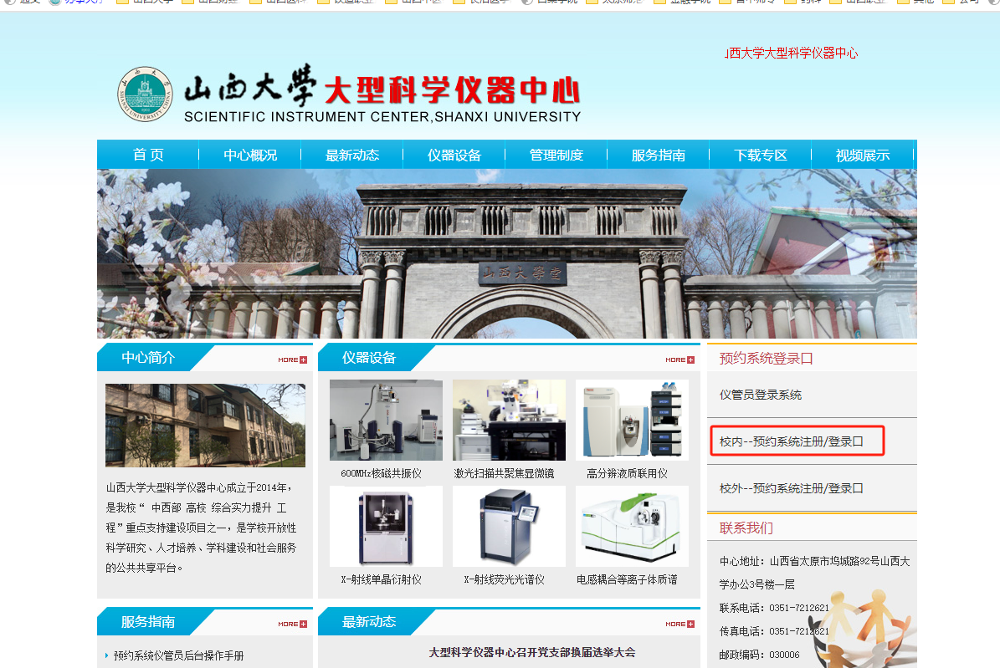 山西大学大型科学仪器中心
山西大學 大型科学仪器中心
SCIENTIFIC INSTRUMENT CENTER,SHANXI UNIVERSITY
首 页 中心概况 最新动态 仪器设备 管理制度 服务指南 下载专区 视频展示
山西大學堂
中心简介 MORE
山西大学大型科学仪器中心成立于2014年，
是我校“ 中西部 高校 综合实力提升 工
程”重点支持建设项目之一，是学校开放性
科学研究、人才培养、学科建设和社会服务
的公共共享平台。
仪器设备 MORE
600MHz核磁共振仪 激光扫描共聚焦显微镜 高分辨液质联用仪
X-射线单晶衍射仪 X-射线荧光光谱仪 电感耦合等离子体质谱
预约系统登录口
仪管员登录系统
校内--预约系统注册/登录口
校外--预约系统注册/登录口
联系我们
中心地址：山西省太原市坞城路92号山西大
学办公3号楼一层
联系电话：0351-7212621
传真电话：0351-7212621
邮政编码：030006
服务指南 MORE
预约系统仪管员后台操作手册
最新动态 MORE
大型科学仪器中心召开党支部换届选举大会